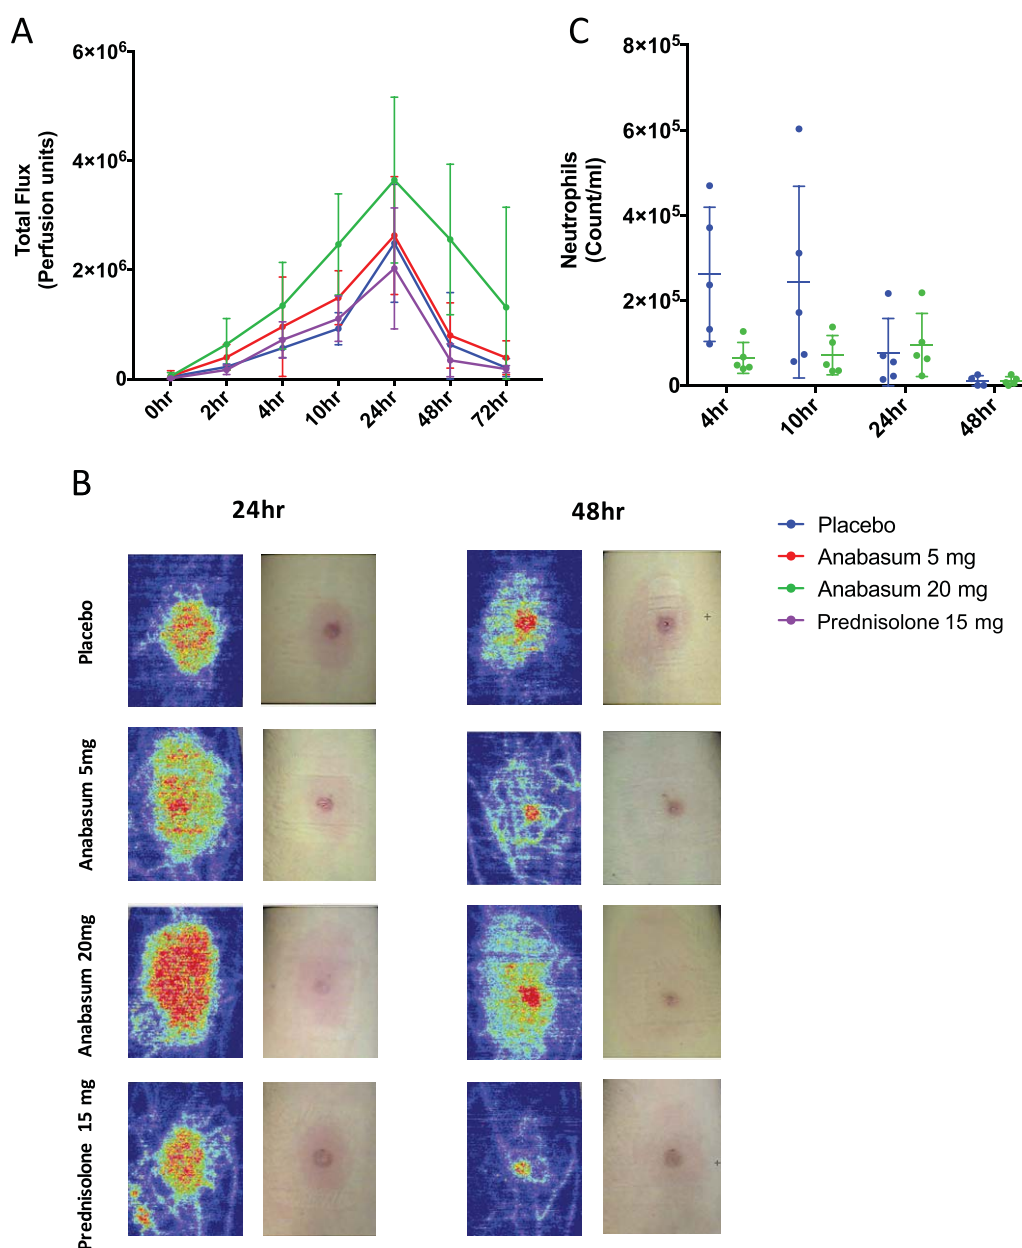 A
6×10⁶
4×10⁶
2×10⁶
0
Total Flux
(Perfusion units)
0hr
2hr
4hr
10hr
24hr
48hr
72hr
C
8×10⁵
6×10⁵
4×10⁵
2×10⁵
0
Neutrophils
(Count/ml)
4hr
10hr
24hr
48hr
B
24hr
48hr
Placebo
Anabasum 5mg
Anabasum 20mg
Prednisolone 15 mg
Placebo
Anabasum 5 mg
Anabasum 20 mg
Prednisolone 15 mg